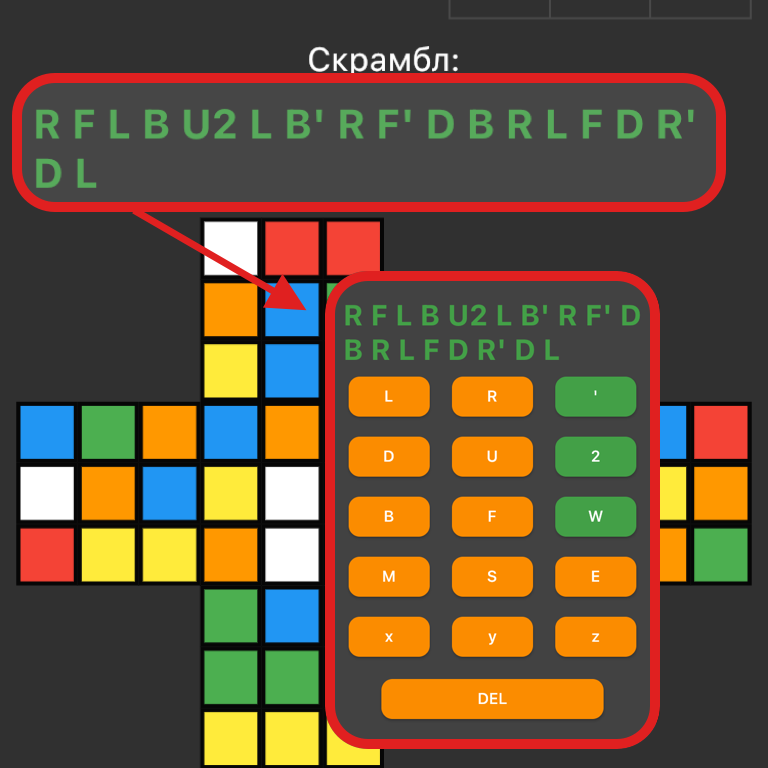 Скрамбл:
R F L B U2 L B' R F' D B R L F D R'
D L
R F L B U2 L B' R F' D
B R L F D R' D L
L R '
D U 2
B F W
M S E
x y z
DEL